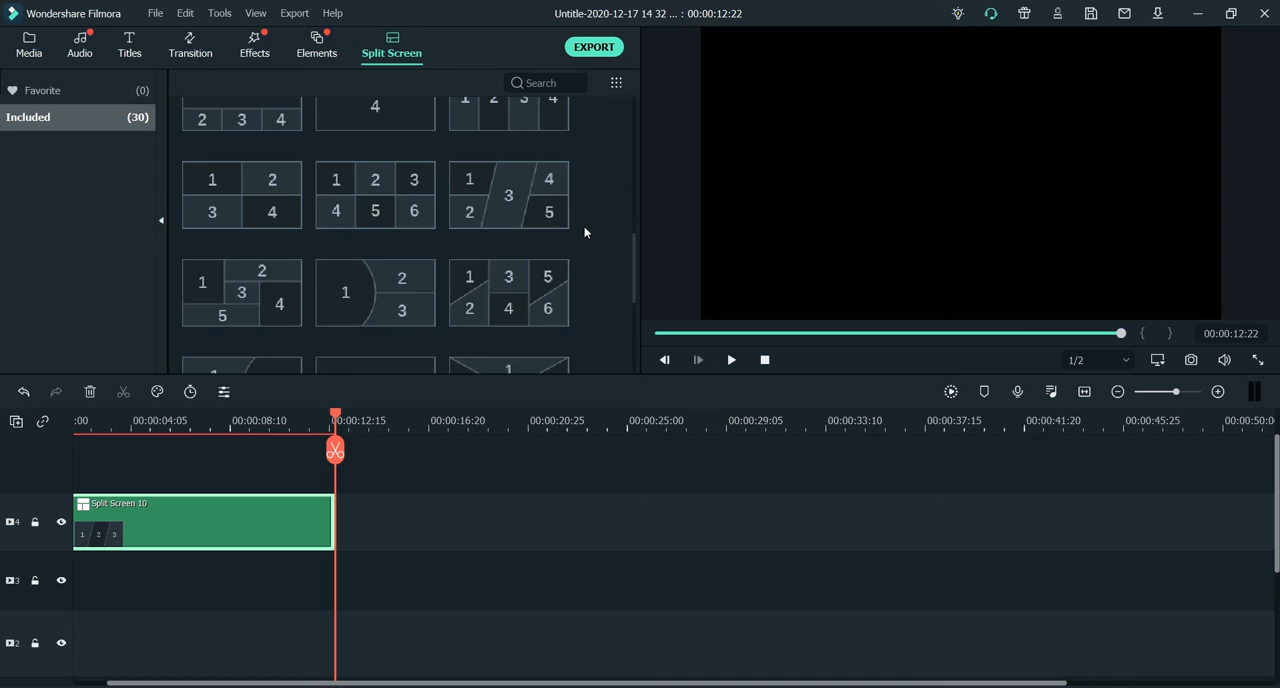 Wondershare Filmora File Edit Tools View Export Help Untitle-2020-12-17 14 32 ... : 00:00:12:22
Media Audio Titles Transition Effects Elements Split Screen EXPORT
Search
Favorite (0)
Included (30)
2 3 4 4 1 2 3 4
1 2 3 4
1 2 3 4 5 6
1 2 3 4 5
1 2 3 4 5
1 2 3
1 2 3 4 5 6
1 1
{ } 00:00:12:22
1/2
:00 00:00:04:05 00:00:08:10 00:00:12:15 00:00:16:20 00:00:20:25 00:00:25:00 00:00:29:05 00:00:33:10 00:00:37:15 00:00:41:20 00:00:45:25 00:00:50:0
Split Screen 10
4 1 2 3
3
2